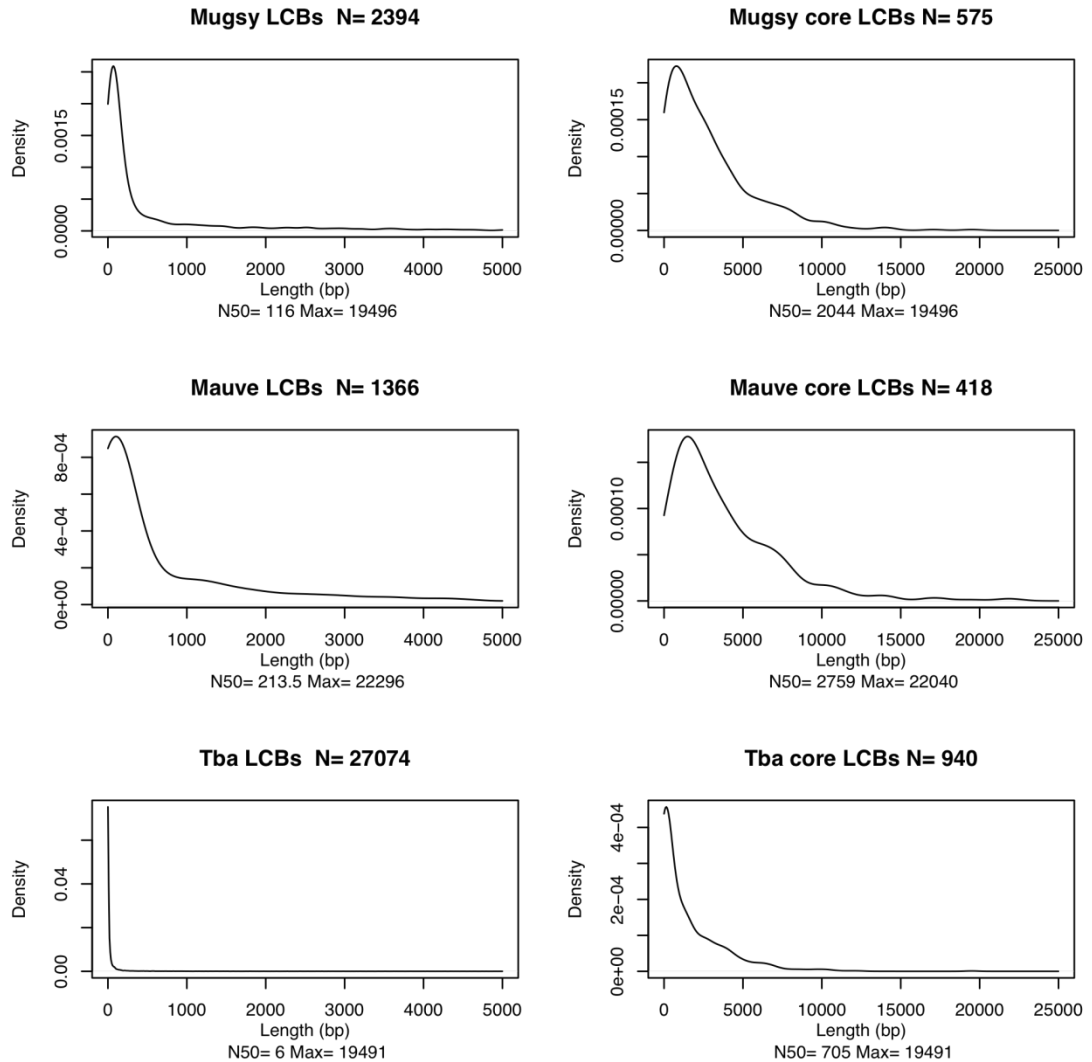 Mugsy LCBs N= 2394
Density
0.0015
0.0000
0 1000 2000 3000 4000 5000
Length (bp)
N50= 116 Max= 19496
Mugsy core LCBs N= 575
Density
0.00015
0.00000
0 5000 10000 15000 20000 25000
Length (bp)
N50= 2044 Max= 19496
Mauve LCBs N= 1366
Density
8e-04
4e-04
0e+00
0 1000 2000 3000 4000 5000
Length (bp)
N50= 213.5 Max= 22296
Mauve core LCBs N= 418
Density
0.00010
0.00000
0 5000 10000 15000 20000 25000
Length (bp)
N50= 2759 Max= 22040
Tba LCBs N= 27074
Density
0.04
0.00
0 1000 2000 3000 4000 5000
Length (bp)
N50= 6 Max= 19491
Tba core LCBs N= 940
Density
4e-04
2e-04
0e+00
0 5000 10000 15000 20000 25000
Length (bp)
N50= 705 Max= 19491